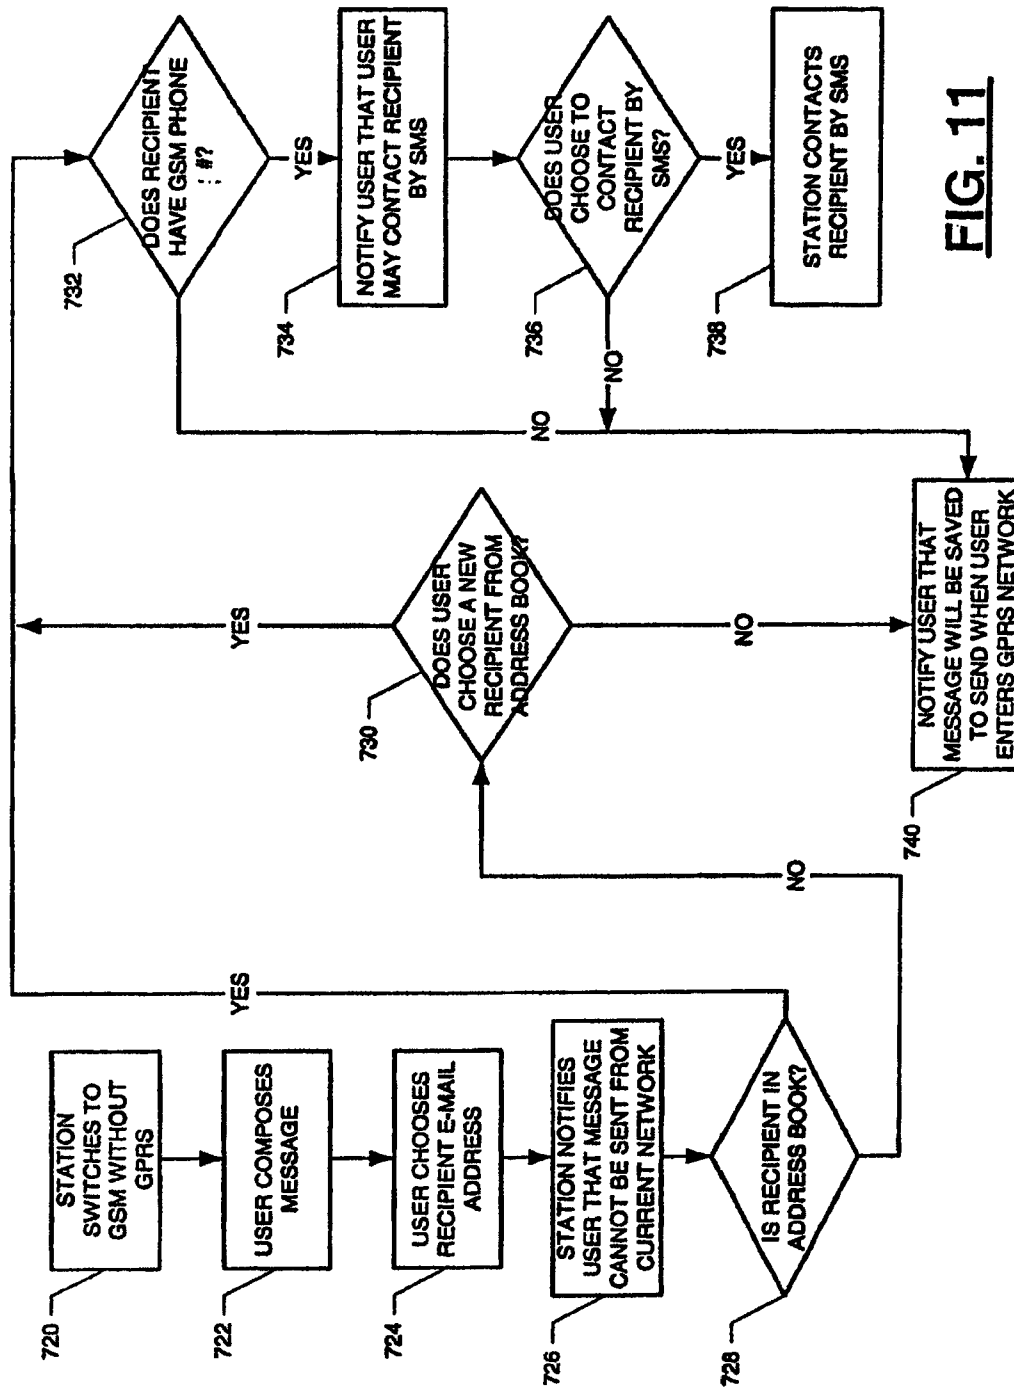 STATION
SWITCHES TO
GSM WITHOUT
GPRS
720
USER COMPOSES
MESSAGE
722
USER CHOOSES
RECIPIENT E-MAIL
ADDRESS
724
STATION NOTIFIES
USER THAT MESSAGE
CANNOT BE SENT FROM
CURRENT NETWORK
726
IS RECIPIENT IN
ADDRESS BOOK?
728
YES
NO
DOES USER
CHOOSE A NEW
RECIPIENT FROM
ADDRESS BOOK?
730
YES
NO
DOES RECIPIENT
HAVE GSM PHONE
#?
732
YES
NO
NOTIFY USER THAT USER
MAY CONTACT RECIPIENT
BY SMS
734
DOES USER
CHOOSE TO
CONTACT
RECIPIENT BY
SMS?
736
YES
NO
STATION CONTACTS
RECIPIENT BY SMS
738
NOTIFY USER THAT
MESSAGE WILL BE SAVED
TO SEND WHEN USER
ENTERS GPRS NETWORK
740
FIG. 11